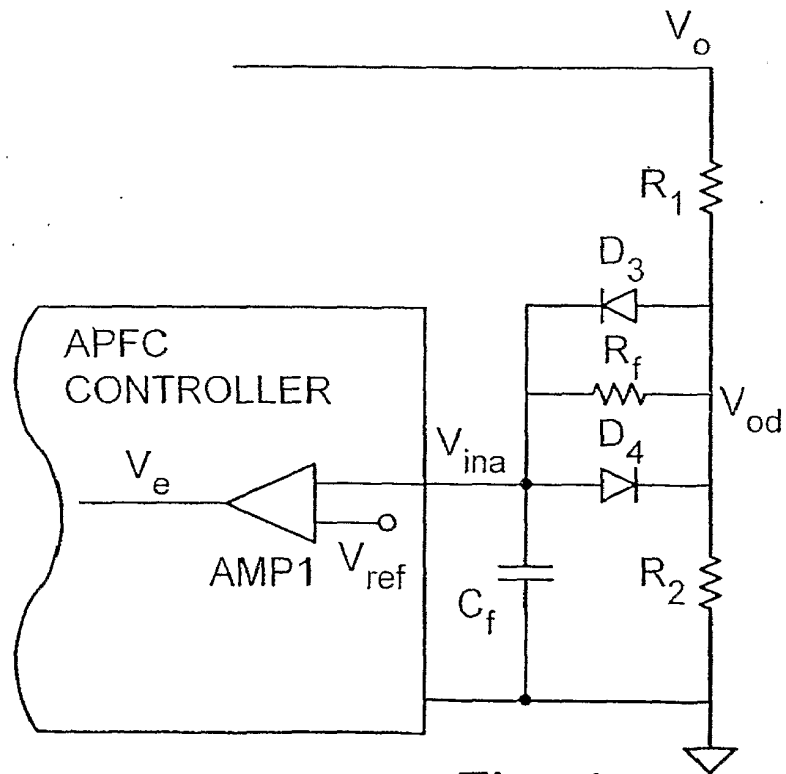 V_o
R_1
D_3
R_f
V_od
D_4
APFC
CONTROLLER
V_ina
V_e
AMP1
V_ref
C_f
R_2